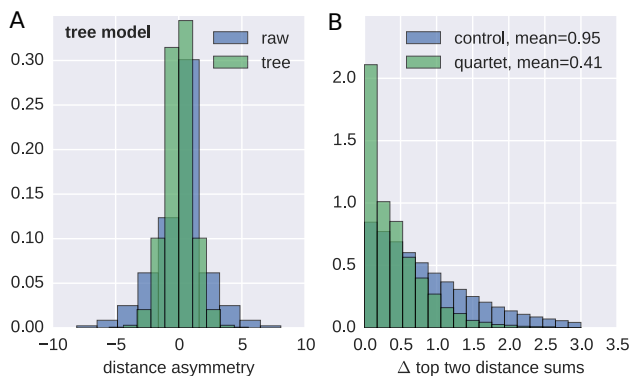 A
tree model
raw
tree
0.30
0.25
0.20
0.15
0.10
0.05
0.00
−10
−5
0
5
10
distance asymmetry
B
control, mean=0.95
quartet, mean=0.41
2.0
1.5
1.0
0.5
0.0
0.0
0.5
1.0
1.5
2.0
2.5
3.0
3.5
Δ top two distance sums